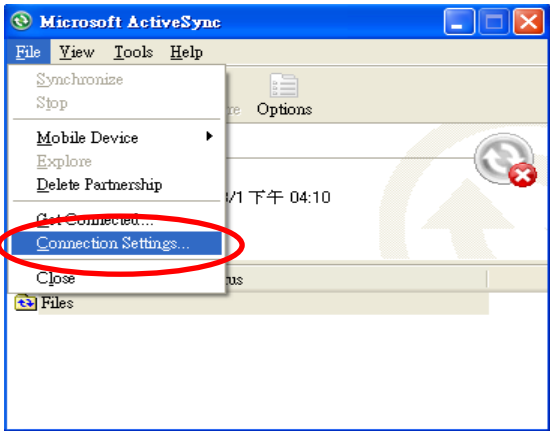 Microsoft ActiveSync
File View Tools Help
Synchronize
Stop
Options
Mobile Device
Explore
Delete Partnership
/1 下午 04:10
Get Connected...
Connection Settings...
Close
Files